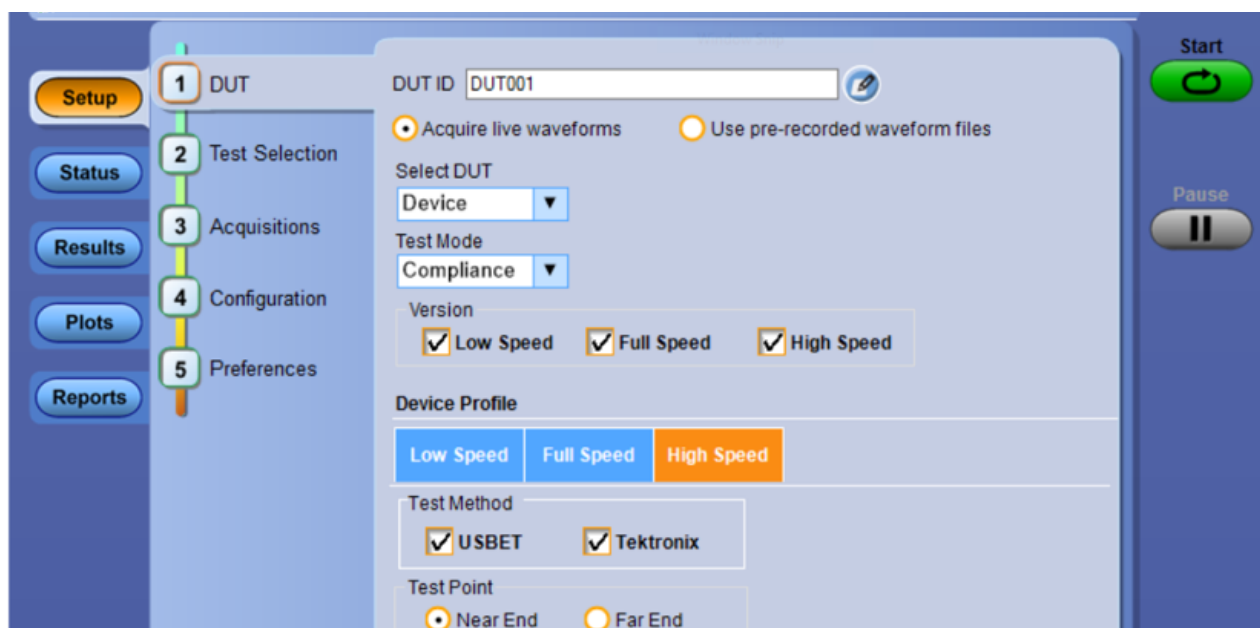 Start
Setup
1 DUT
DUT ID DUT001
Acquire live waveforms Use pre-recorded waveform files
2 Test Selection
Status
Select DUT
Device
Pause
3 Acquisitions
Test Mode
Results
Compliance
4 Configuration
Version
Plots
Low Speed Full Speed High Speed
5 Preferences
Reports
Device Profile
Low Speed Full Speed High Speed
Test Method
USBET Tektronix
Test Point
Near End Far End